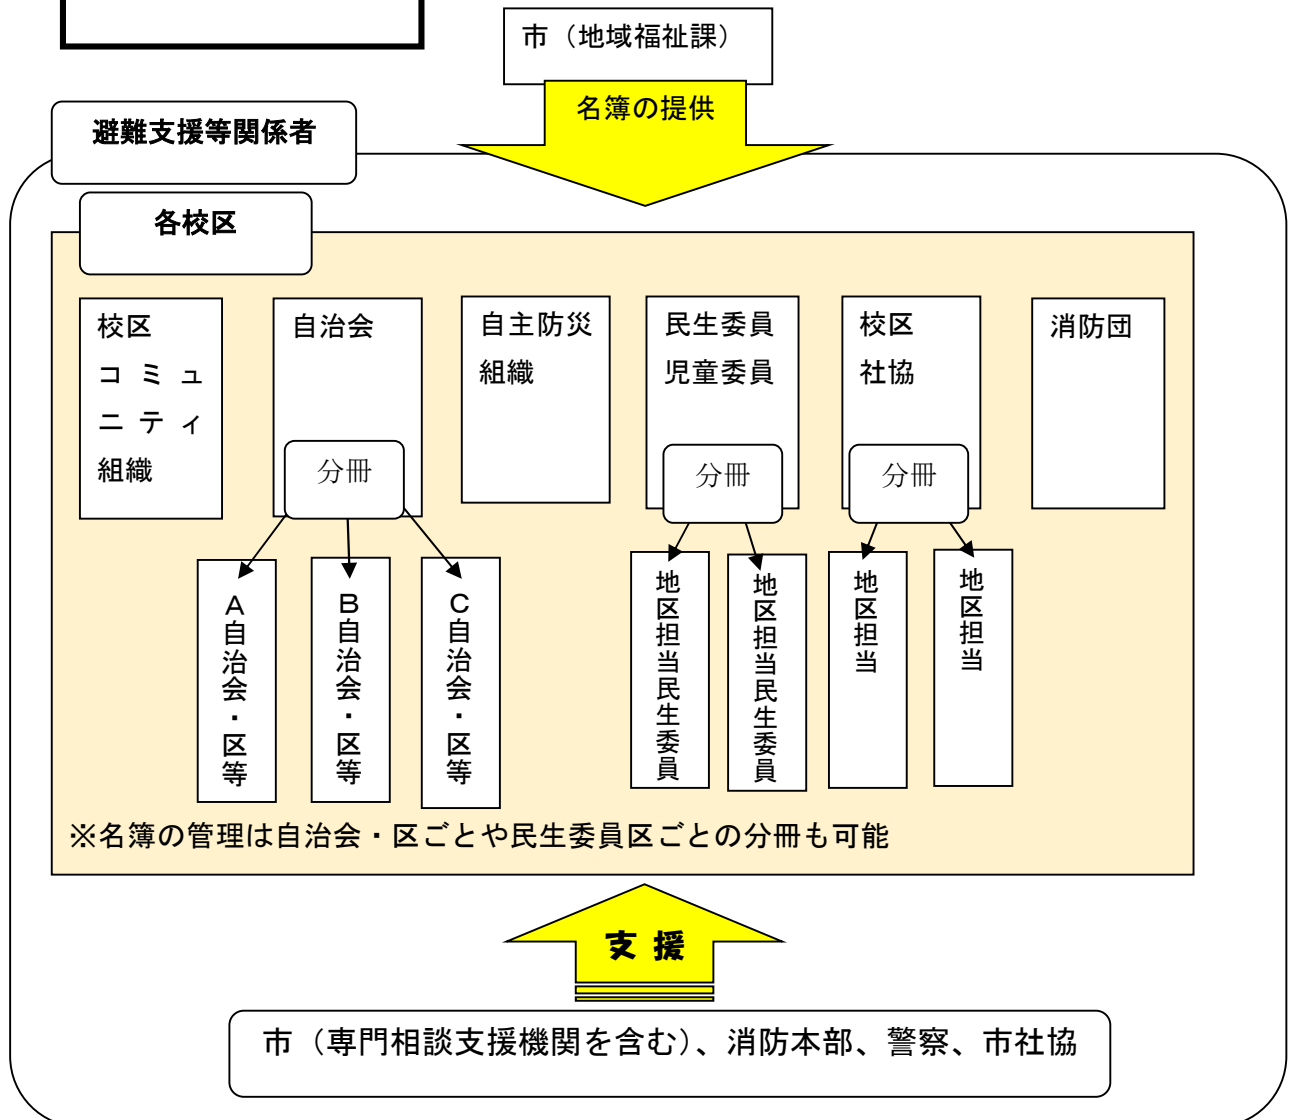 市（地域福祉課）
名簿の提供
避難支援等関係者
各校区
校区
コミュ
ニティ
組織
自治会
分冊
自主防災
組織
民生委員
児童委員
分冊
校区
社協
分冊
消防団
A自治会・区等
B自治会・区等
C自治会・区等
地区担当民生委員
地区担当民生委員
地区担当
地区担当
※名簿の管理は自治会・区ごとや民生委員区ごとの分冊も可能
支援
市（専門相談支援機関を含む）、消防本部、警察、市社協